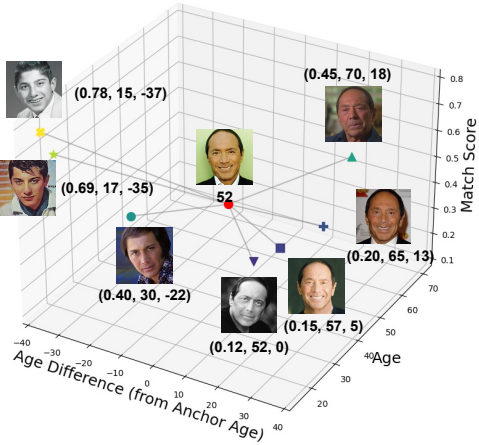 (0.45, 70, 18)
(0.78, 15, -37)
(0.69, 17, -35)
52
(0.20, 65, 13)
(0.40, 30, -22)
(0.15, 57, 5)
(0.12, 52, 0)
0.8
0.7
0.6
0.5
0.4
0.3
0.2
0.1
Match Score
70
60
50
40
30
20
Age
-40
-30
-20
-10
0
10
20
30
40
Age Difference (from Anchor Age)